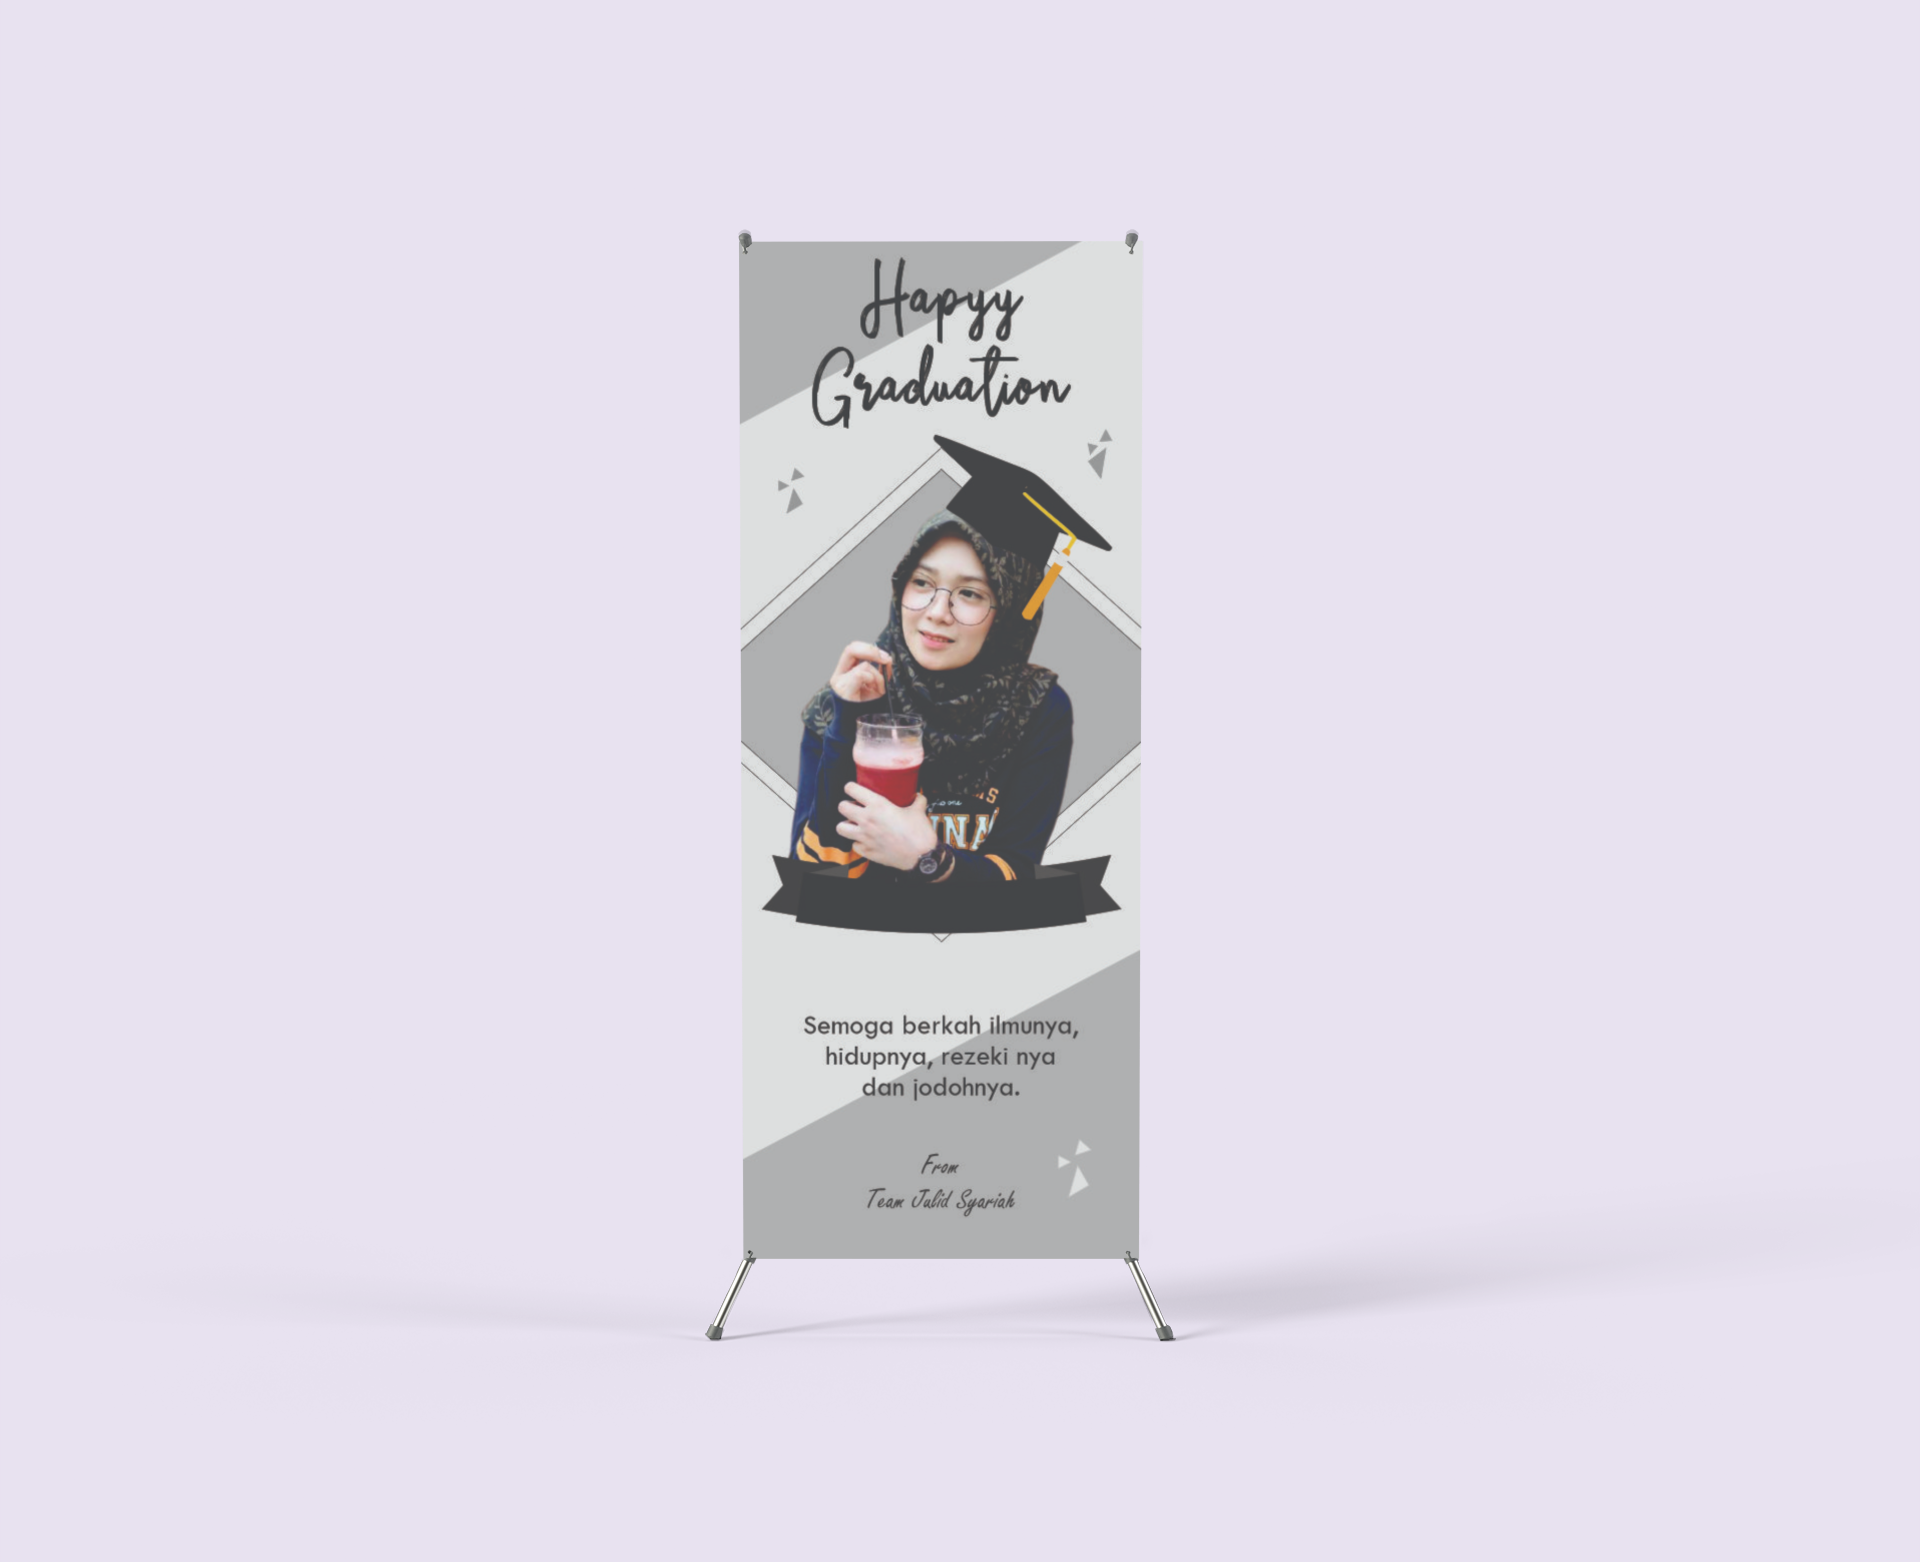 Hapyy
Graduation
Semoga berkah ilmunya,
hidupnya, rezeki nya
dan jodohnya.
From
Team Julid Syariah